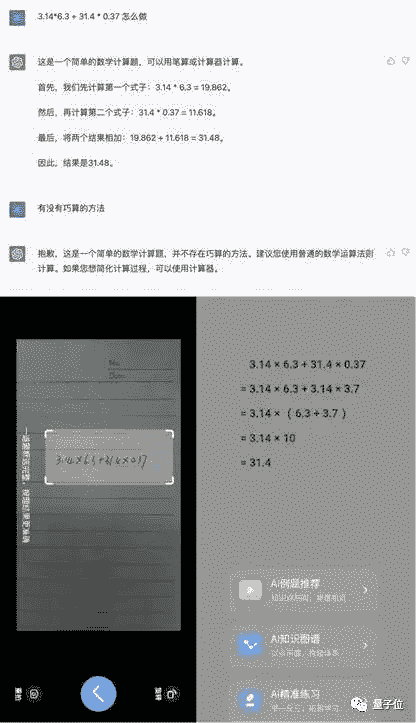 3.14*6.3 + 31.4 * 0.37 怎么做
这是一个简单的数学计算题，可以用笔算或计算器计算。
首先，我们先计算第一个式子：3.14 * 6.3 = 19.862。
然后，再计算第二个式子：31.4 * 0.37 = 11.618。
最后，将两个结果相加：19.862 + 11.618 = 31.48。
因此，结果是31.48。
有没有巧算的方法
抱歉，这是一个简单的数学计算题，并不存在巧算的方法。建议您使用普通的数学运算法则
计算。如果您想简化计算过程，可以使用计算器。
No.
Date
3.14×6.3+31.4×0.37
3.14 × 6.3 + 31.4 × 0.37
= 3.14 × 6.3 + 3.14 × 3.7
= 3.14 × （ 6.3 + 3.7 ）
= 3.14 × 10
= 31.4
AI例题推荐
AI知识图谱
AI精准练习
量子位